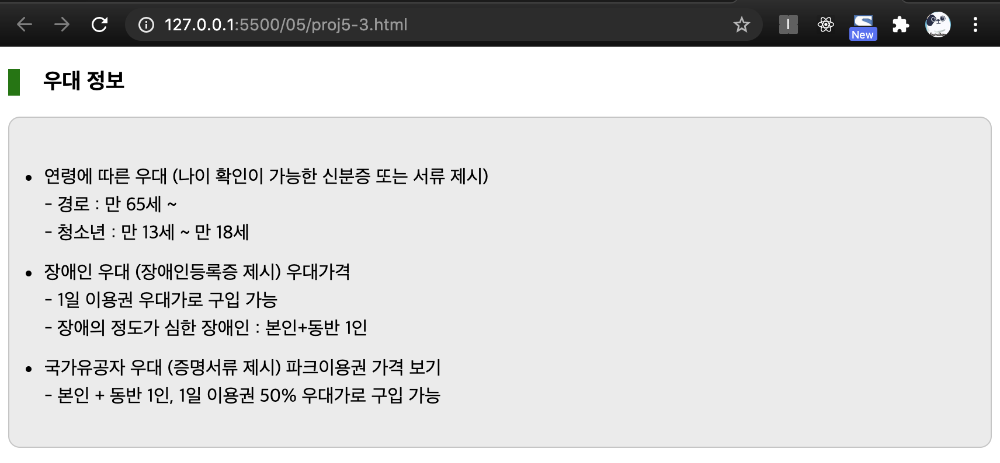 127.0.0.1:5500/05/proj5-3.html
New
우대 정보
• 연령에 따른 우대 (나이 확인이 가능한 신분증 또는 서류 제시)
- 경로 : 만 65세 ~
- 청소년 : 만 13세 ~ 만 18세
• 장애인 우대 (장애인등록증 제시) 우대가격
- 1일 이용권 우대가로 구입 가능
- 장애의 정도가 심한 장애인 : 본인+동반 1인
• 국가유공자 우대 (증명서류 제시) 파크이용권 가격 보기
- 본인 + 동반 1인, 1일 이용권 50% 우대가로 구입 가능